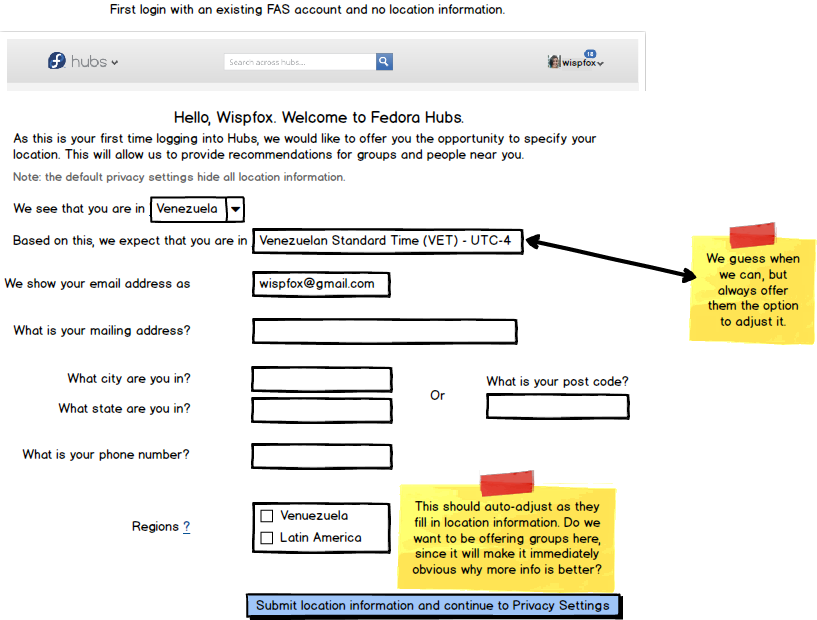 First login with an existing FAS account and no location information.
hubs
Search across hubs...
18
wispfox
Hello, Wispfox. Welcome to Fedora Hubs.
As this is your first time logging into Hubs, we would like to offer you the opportunity to specify your
location. This will allow us to provide recommendations for groups and people near you.
Note: the default privacy settings hide all location information.
We see that you are in Venezuela
Based on this, we expect that you are in Venezuelan Standard Time (VET) - UTC-4
We guess when
we can, but
always offer
them the option
to adjust it.
We show your email address as wispfox@gmail.com
What is your mailing address?
What city are you in?
What state are you in?
Or
What is your post code?
What is your phone number?
Regions ?
Venuezuela
Latin America
This should auto-adjust as they
fill in location information. Do we
want to be offering groups here,
since it will make it immediately
obvious why more info is better?
Submit location information and continue to Privacy Settings